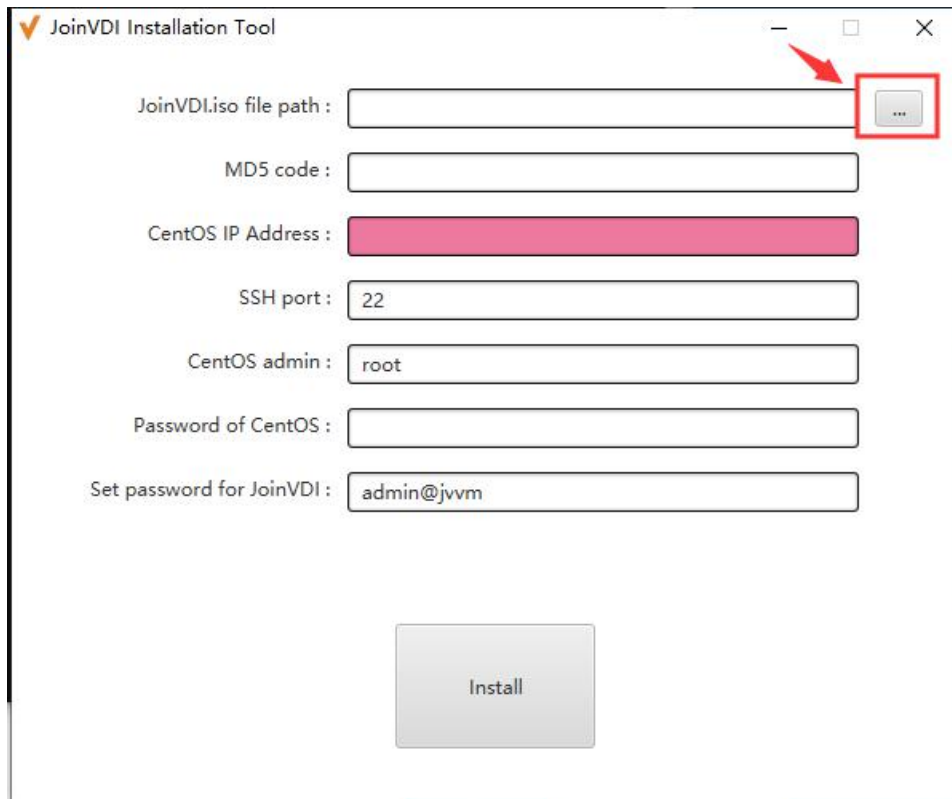 JoinVDI Installation Tool
JoinVDI.iso file path :
...
MD5 code :
CentOS IP Address :
SSH port : 22
CentOS admin : root
Password of CentOS :
Set password for JoinVDI : admin@jvvm
Install